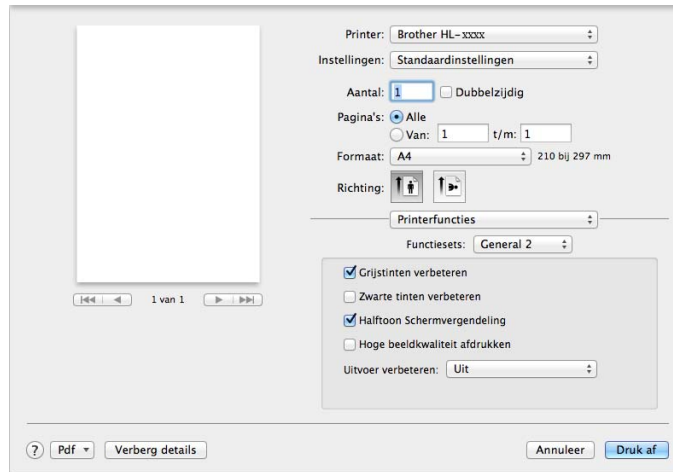 Printer: Brother HL-xxxx
Instellingen: Standaardinstellingen
Aantal: 1 Dubbelzijdig
Pagina's: Alle
Van: 1 t/m: 1
Formaat: A4 210 bij 297 mm
Richting:
Printerfuncties
Functiesets: General 2
Grijstinten verbeteren
Zwarte tinten verbeteren
Halftoon Schermvergendeling
Hoge beeldkwaliteit afdrukken
Uitvoer verbeteren: Uit
1 van 1
? Pdf Verberg details Annuleer Druk af